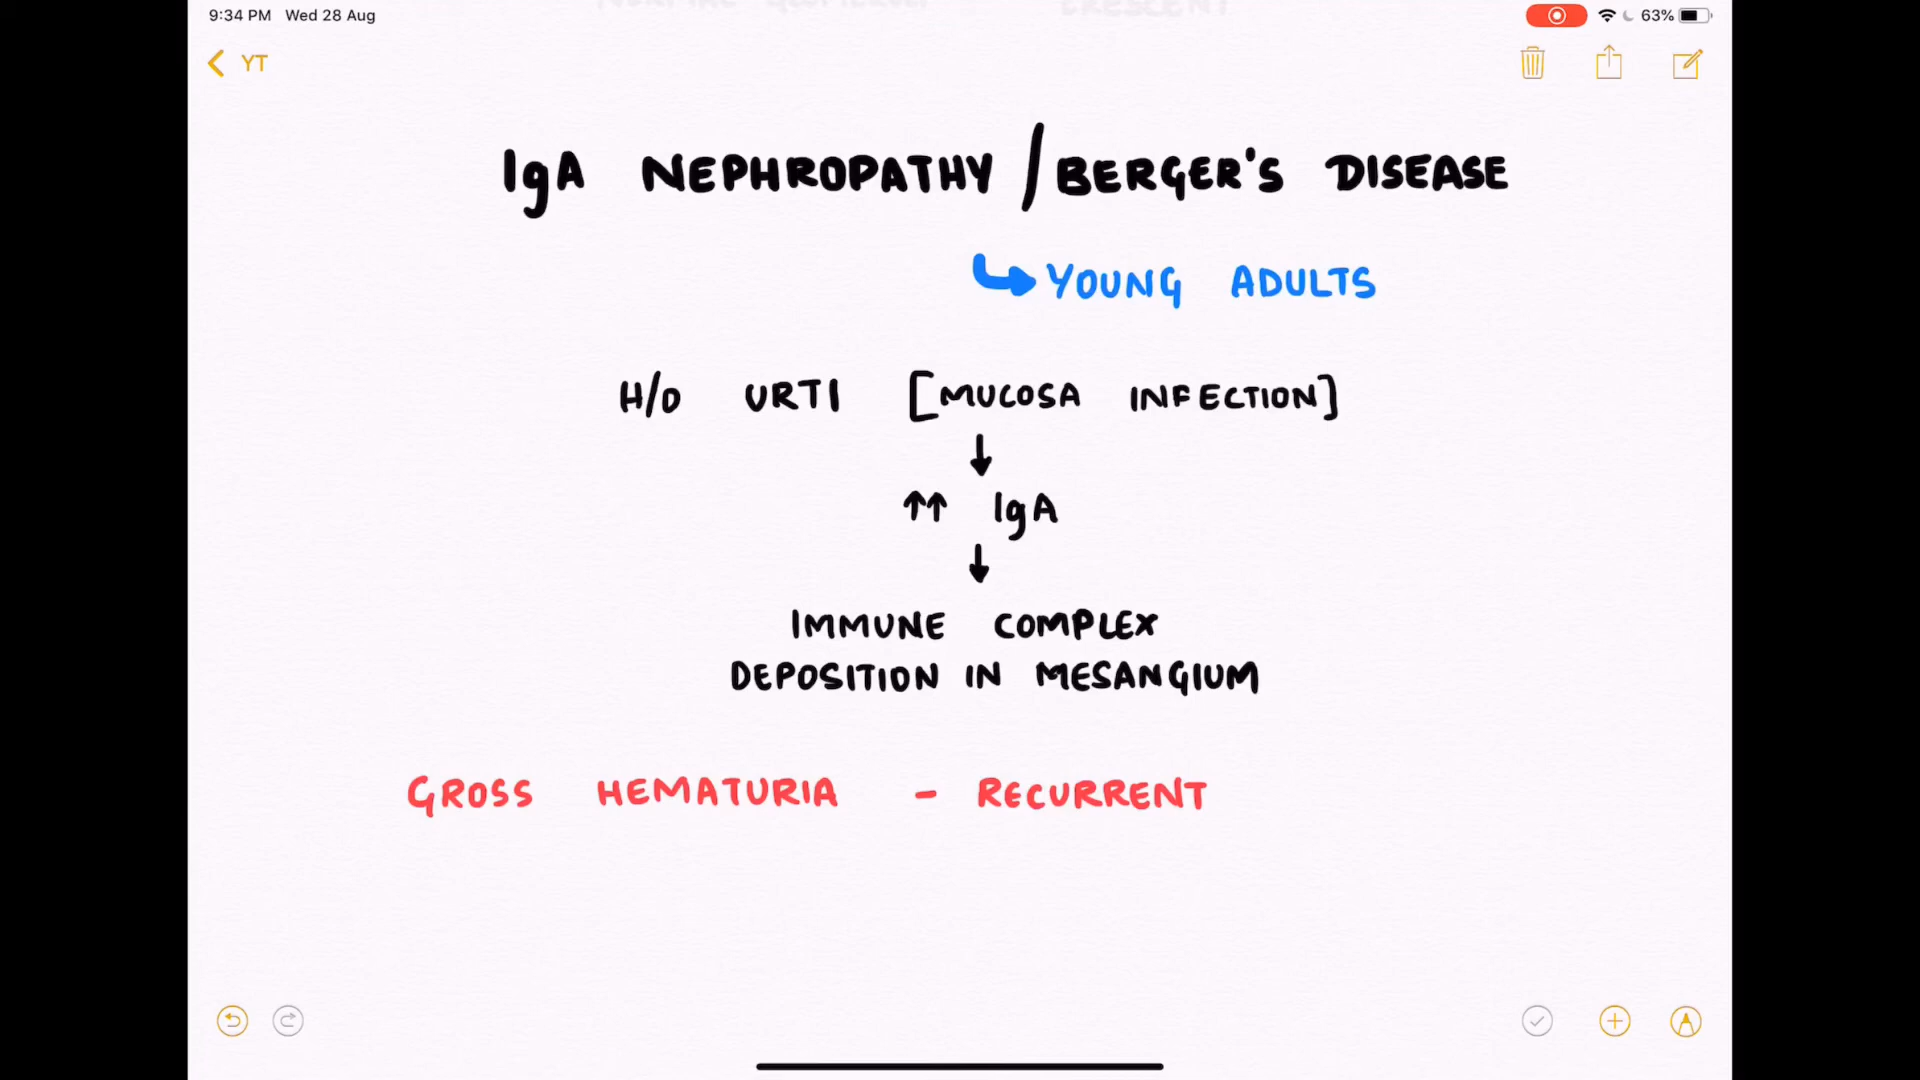 9:34 PM Wed 28 Aug
63%
YT
IgA NEPHROPATHY / BERGER'S DISEASE
YOUNG ADULTS
H/O URTI [MUCOSA INFECTION]
↓
↑↑ IgA
↓
IMMUNE COMPLEX
DEPOSITION IN MESANGIUM
GROSS HEMATURIA - RECURRENT